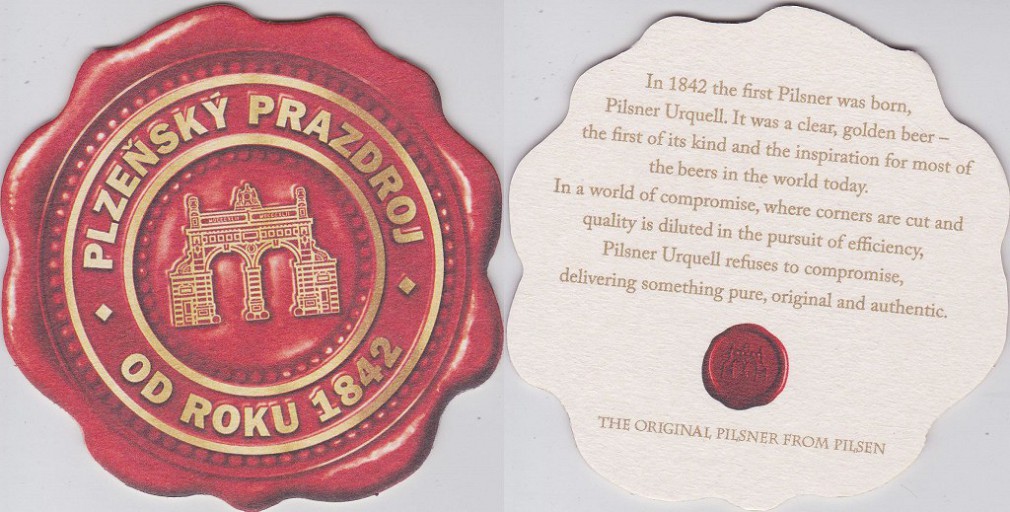 PLZEŇSKÝ PRAZDROJ
OD ROKU 1842
In 1842 the first Pilsner was born,
Pilsner Urquell. It was a clear, golden beer –
the first of its kind and the inspiration for most of
the beers in the world today.
In a world of compromise, where corners are cut and
quality is diluted in the pursuit of efficiency,
Pilsner Urquell refuses to compromise,
delivering something pure, original and authentic.
THE ORIGINAL PILSNER FROM PILSEN